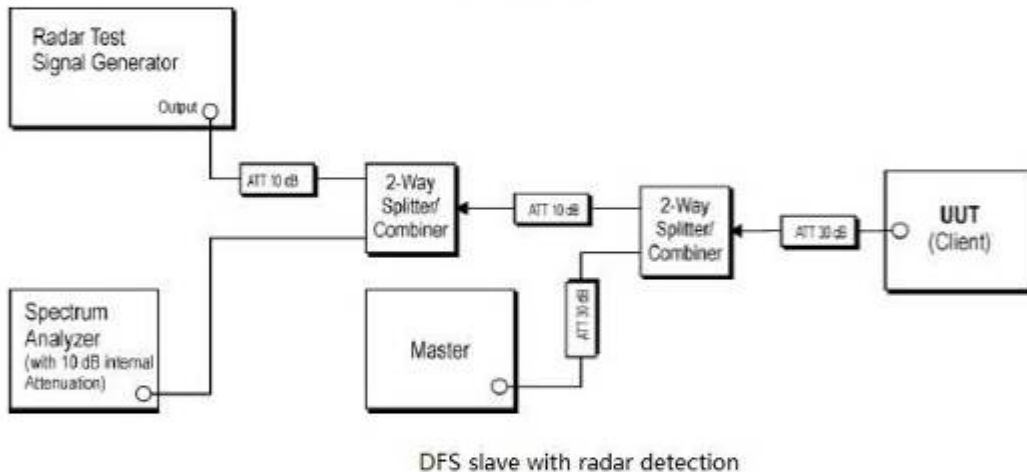 Radar Test
Signal Generator
Output
ATT 10 dB
2-Way
Splitter/
Combiner
ATT 10 dB
2-Way
Splitter/
Combiner
ATT 30 dB
UUT
(Client)
Spectrum
Analyzer
(with 10 dB internal
Attenuation)
Master
ATT 30 dB
DFS slave with radar detection